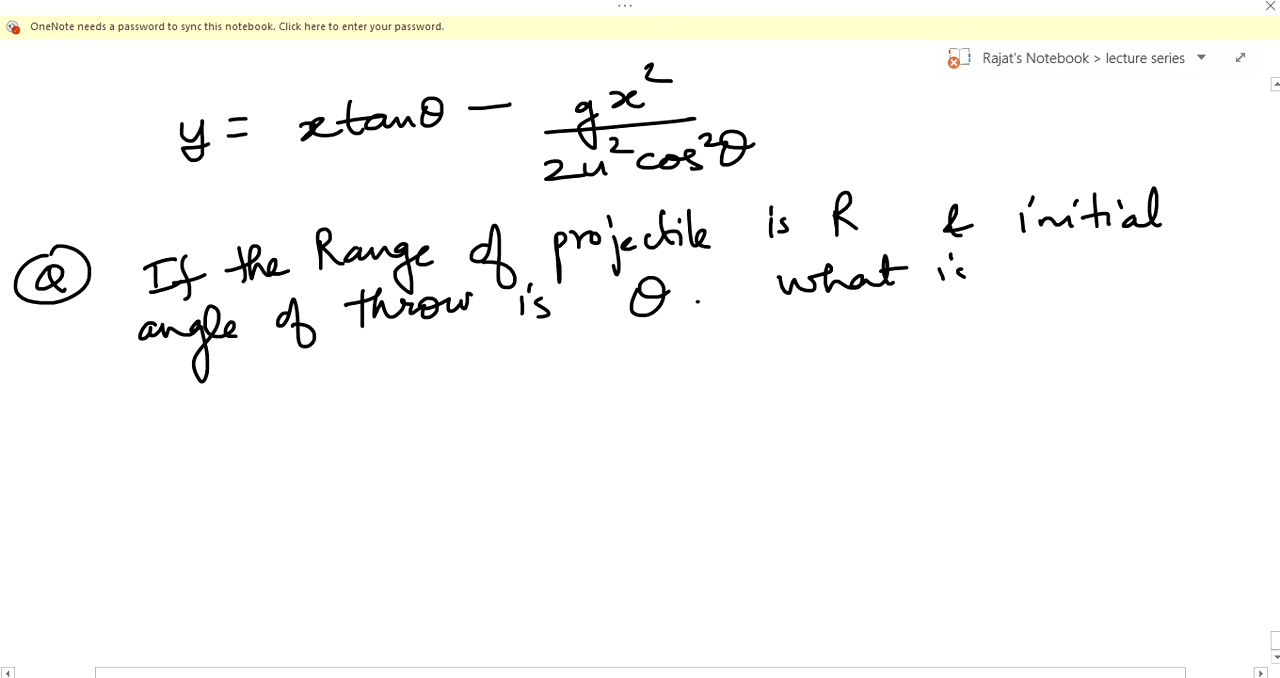 ...
OneNote needs a password to sync this notebook. Click here to enter your password.
Rajat's Notebook > lecture series
y = x tanθ − gx² / 2u²cos²θ
Q If the Range of projectile is R & initial
angle of throw is θ. what is